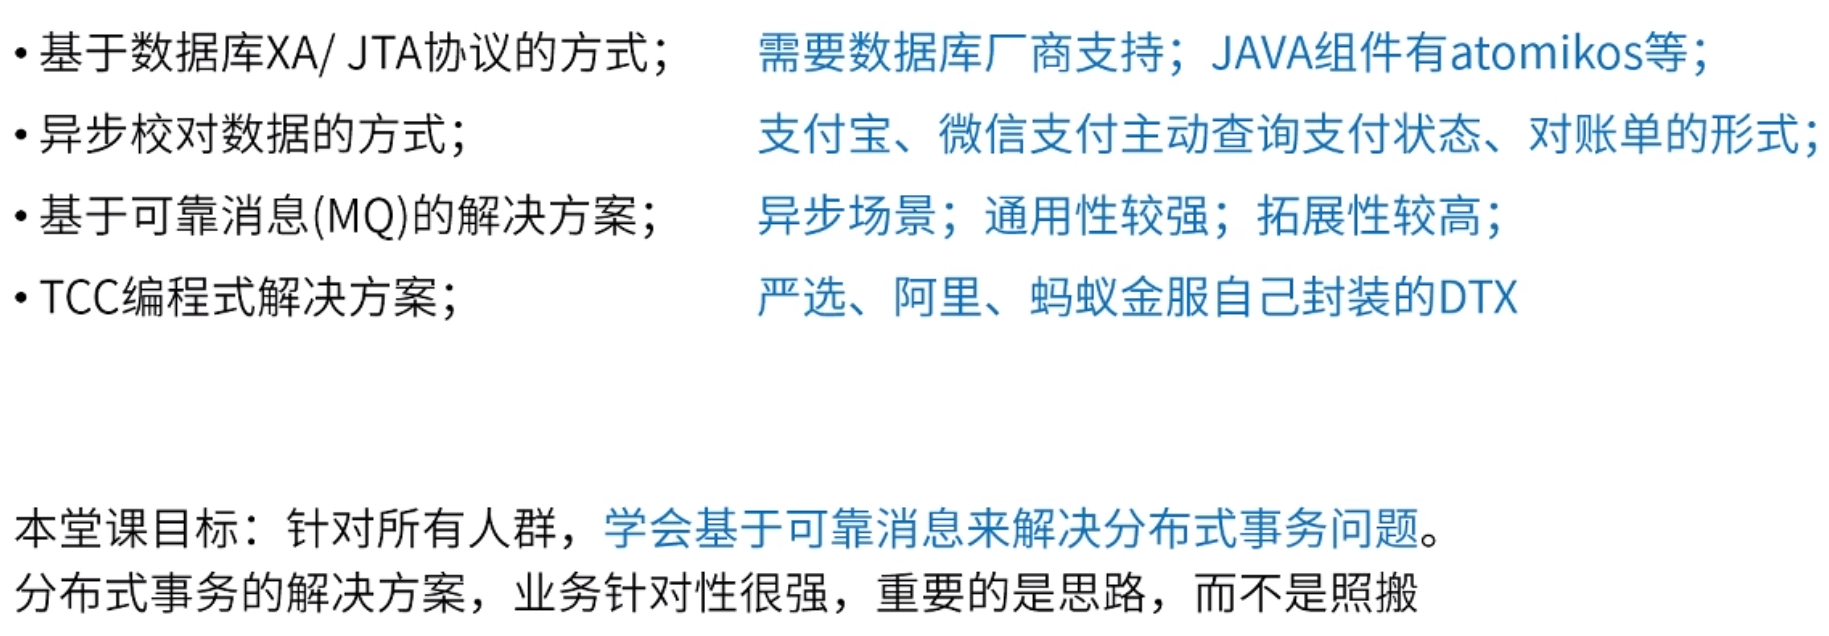 • 基于数据库XA/ JTA协议的方式； 需要数据库厂商支持；JAVA组件有atomikos等；
• 异步校对数据的方式； 支付宝、微信支付主动查询支付状态、对账单的形式；
• 基于可靠消息(MQ)的解决方案； 异步场景；通用性较强；拓展性较高；
• TCC编程式解决方案； 严选、阿里、蚂蚁金服自己封装的DTX
本堂课目标：针对所有人群，学会基于可靠消息来解决分布式事务问题。
分布式事务的解决方案，业务针对性很强，重要的是思路，而不是照搬